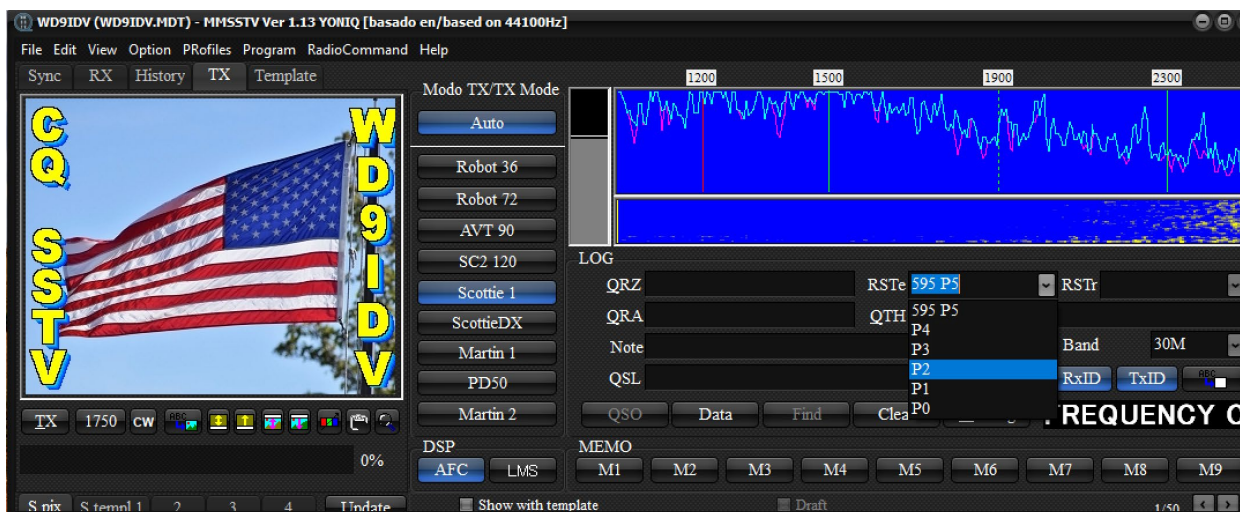 WD9IDV (WD9IDV.MDT) - MMSSTV Ver 1.13 YONIQ [basado en/based on 44100Hz]
File Edit View Option PRofiles Program RadioCommand Help
Sync RX History TX Template
CQ SSTV
WD9IDV
TX 1750 CW ABC
0%
S.pix S.templ 1 2 3 4 Update
Modo TX/TX Mode
Auto
Robot 36
Robot 72
AVT 90
SC2 120
Scottie 1
ScottieDX
Martin 1
PD50
Martin 2
DSP
AFC LMS
1200 1500 1900 2300
LOG
QRZ RSTe 595 P5 RSTr
QRA QTH 595 P5
P4
Note P3 Band 30M
P2
QSL RxID TxID ABC
P1
P0
QSO Data Find Clea FREQUENCY
MEMO
M1 M2 M3 M4 M5 M6 M7 M8 M9
Show with template Draft 1/50